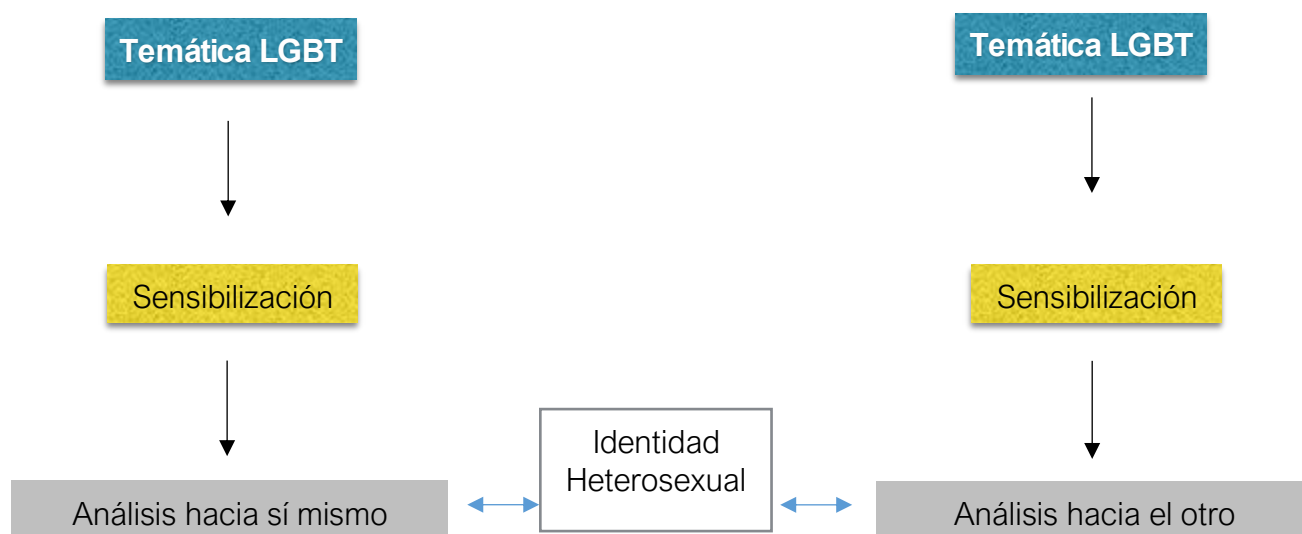 Temática LGBT
Temática LGBT
Sensibilización
Sensibilización
Identidad
Heterosexual
Análisis hacia sí mismo
Análisis hacia el otro